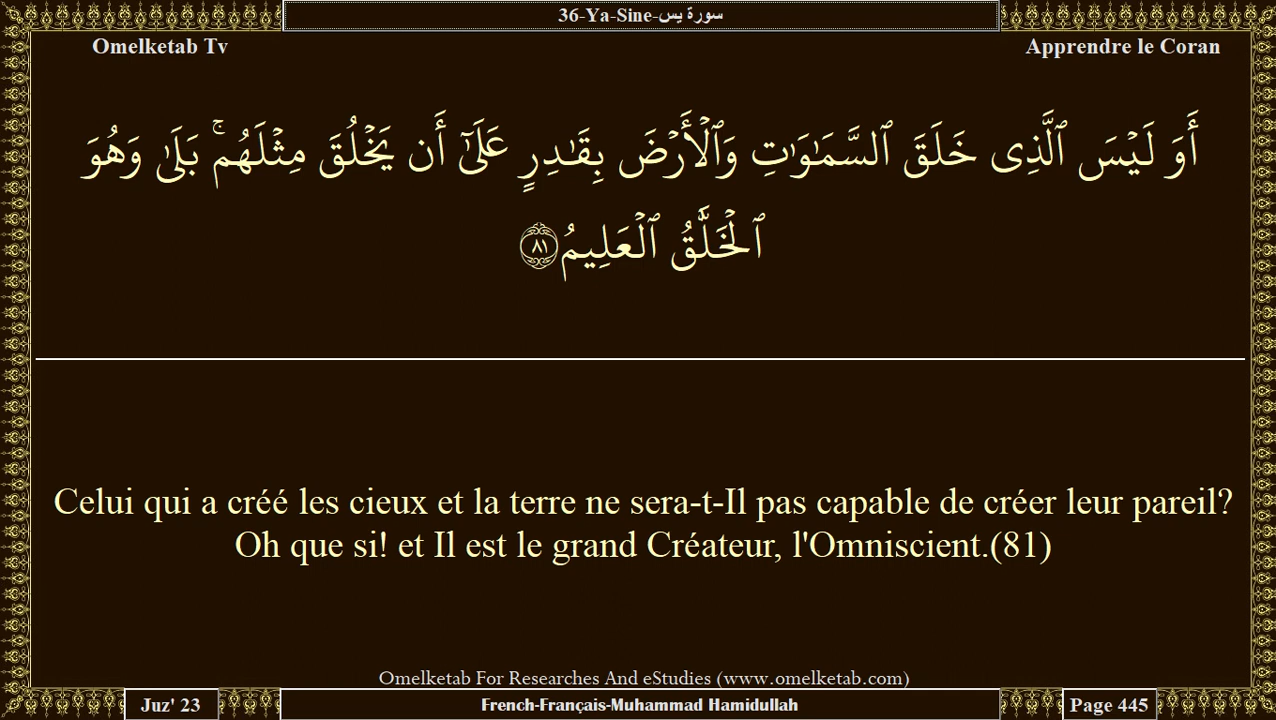 36-Ya-Sine-سورة يس
Omelketab Tv
Apprendre le Coran
أَوَ لَيْسَ ٱلَّذِى خَلَقَ ٱلسَّمَٰوَٰتِ وَٱلْأَرْضَ بِقَٰدِرٍ عَلَىٰٓ أَن يَخْلُقَ مِثْلَهُم ۚ بَلَىٰ وَهُوَ
ٱلْخَلَّٰقُ ٱلْعَلِيمُ ٨١
Celui qui a créé les cieux et la terre ne sera-t-Il pas capable de créer leur pareil?
Oh que si! et Il est le grand Créateur, l'Omniscient.(81)
Omelketab For Researches And eStudies (www.omelketab.com)
Juz' 23
French-Français-Muhammad Hamidullah
Page 445